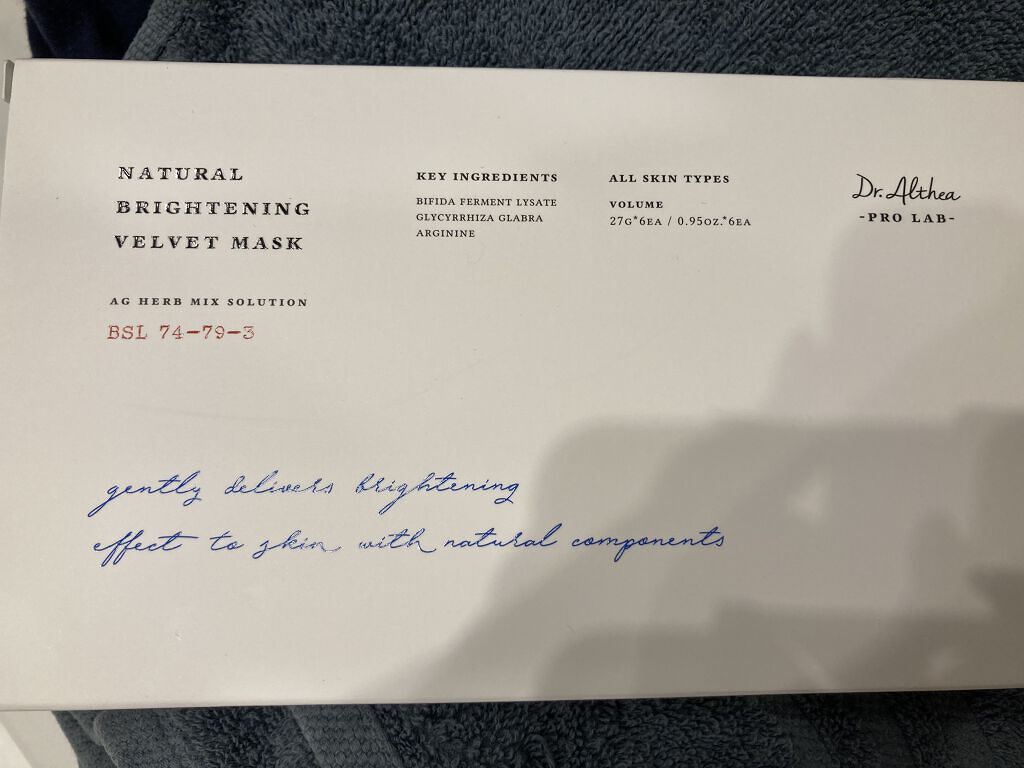 NATURAL
BRIGHTENING
VELVET MASK
AG HERB MIX SOLUTION
BSL 74-79-3
KEY INGREDIENTS
BIFIDA FERMENT LYSATE
GLYCYRRHIZA GLABRA
ARGININE
ALL SKIN TYPES
VOLUME
27G*6EA / 0.95OZ.*6EA
Dr.Althea
-PRO LAB-
gently delivers brightening
effect to skin with natural components